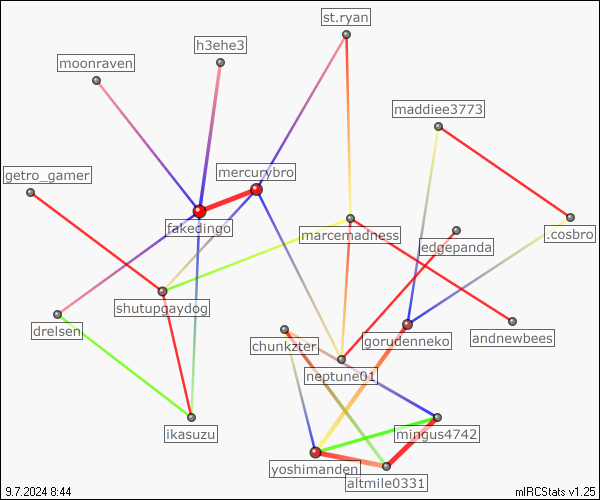 st.ryan
h3ehe3
moonraven
maddiee3773
mercurybro
getro_gamer
fakedingo
marcemadness
.cosbro
edgepanda
shutupgaydog
drelsen
gorudenneko
andnewbees
chunkzter
neptune01
ikasuzu
mingus4742
yoshimanden
altmile0331
9.7.2024 8:44
mIRCStats v1.25